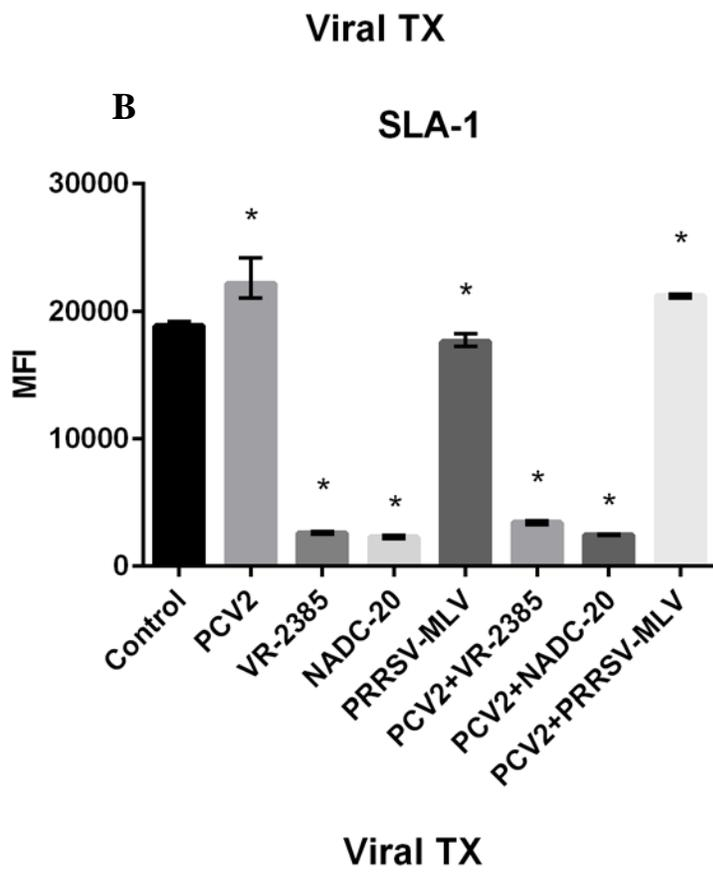 Viral TX
B
SLA-1
30000
20000
10000
0
MFI
*
*
*
*
*
*
*
Control
PCV2
VR-2385
NADC-20
PRRSV-MLV
PCV2+VR-2385
PCV2+NADC-20
PCV2+PRRSV-MLV
Viral TX